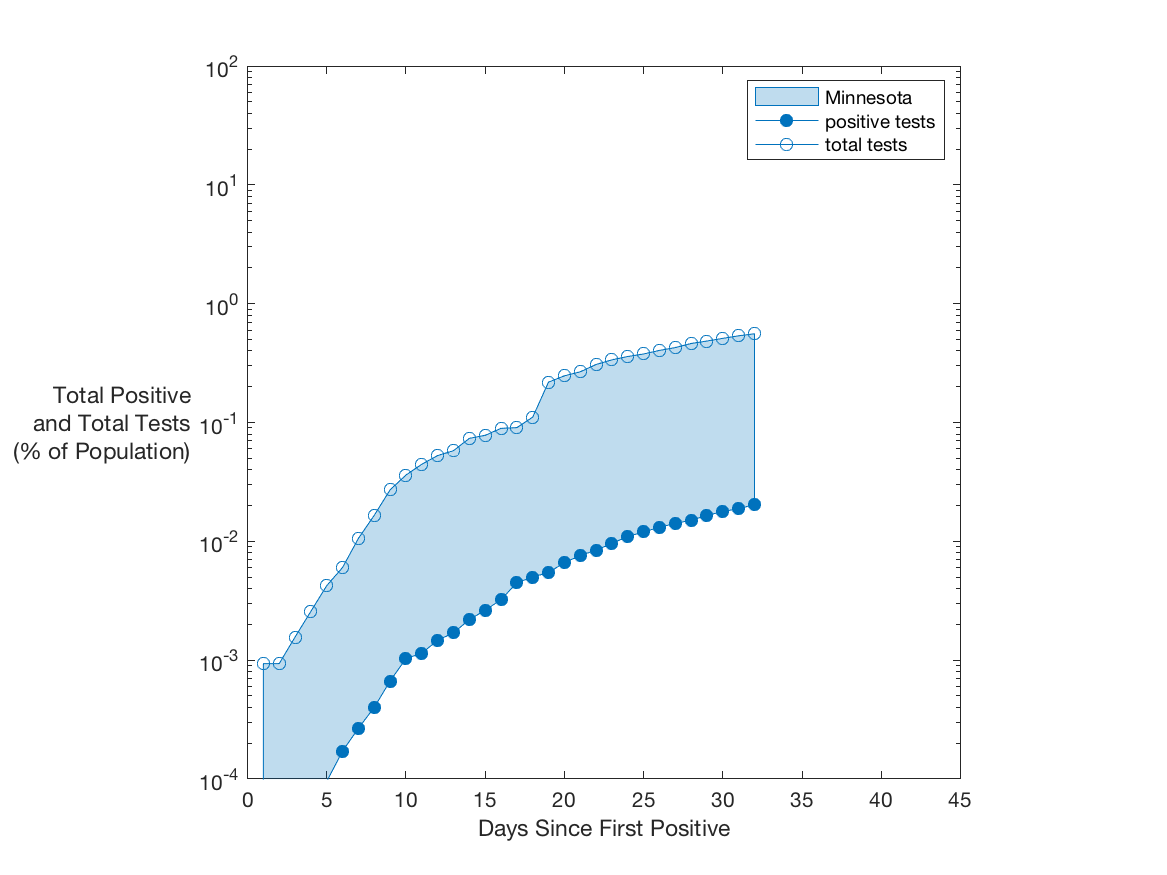 10^2
10^1
10^0
10^-1
10^-2
10^-3
10^-4
Total Positive
and Total Tests
(% of Population)
Minnesota
positive tests
total tests
0 5 10 15 20 25 30 35 40 45
Days Since First Positive